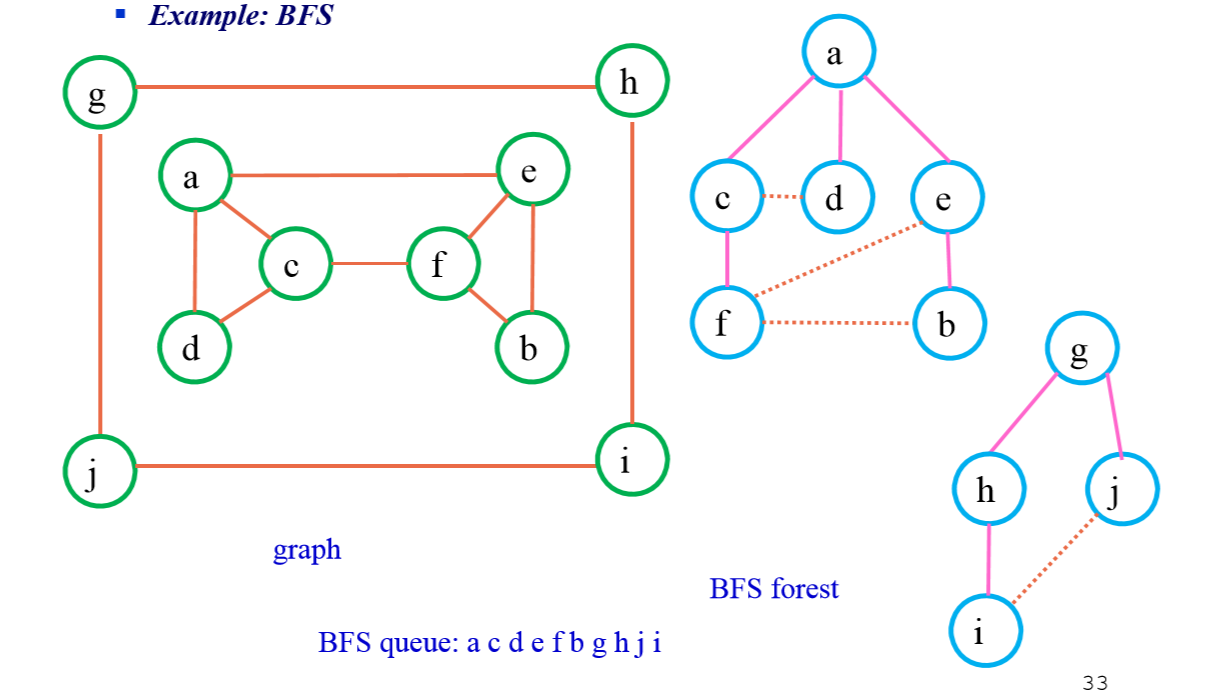 ▪ Example: BFS
g
h
a
e
c
f
d
b
j
i
graph
a
c
d
e
f
b
g
h
j
i
BFS forest
BFS queue: a c d e f b g h j i
33